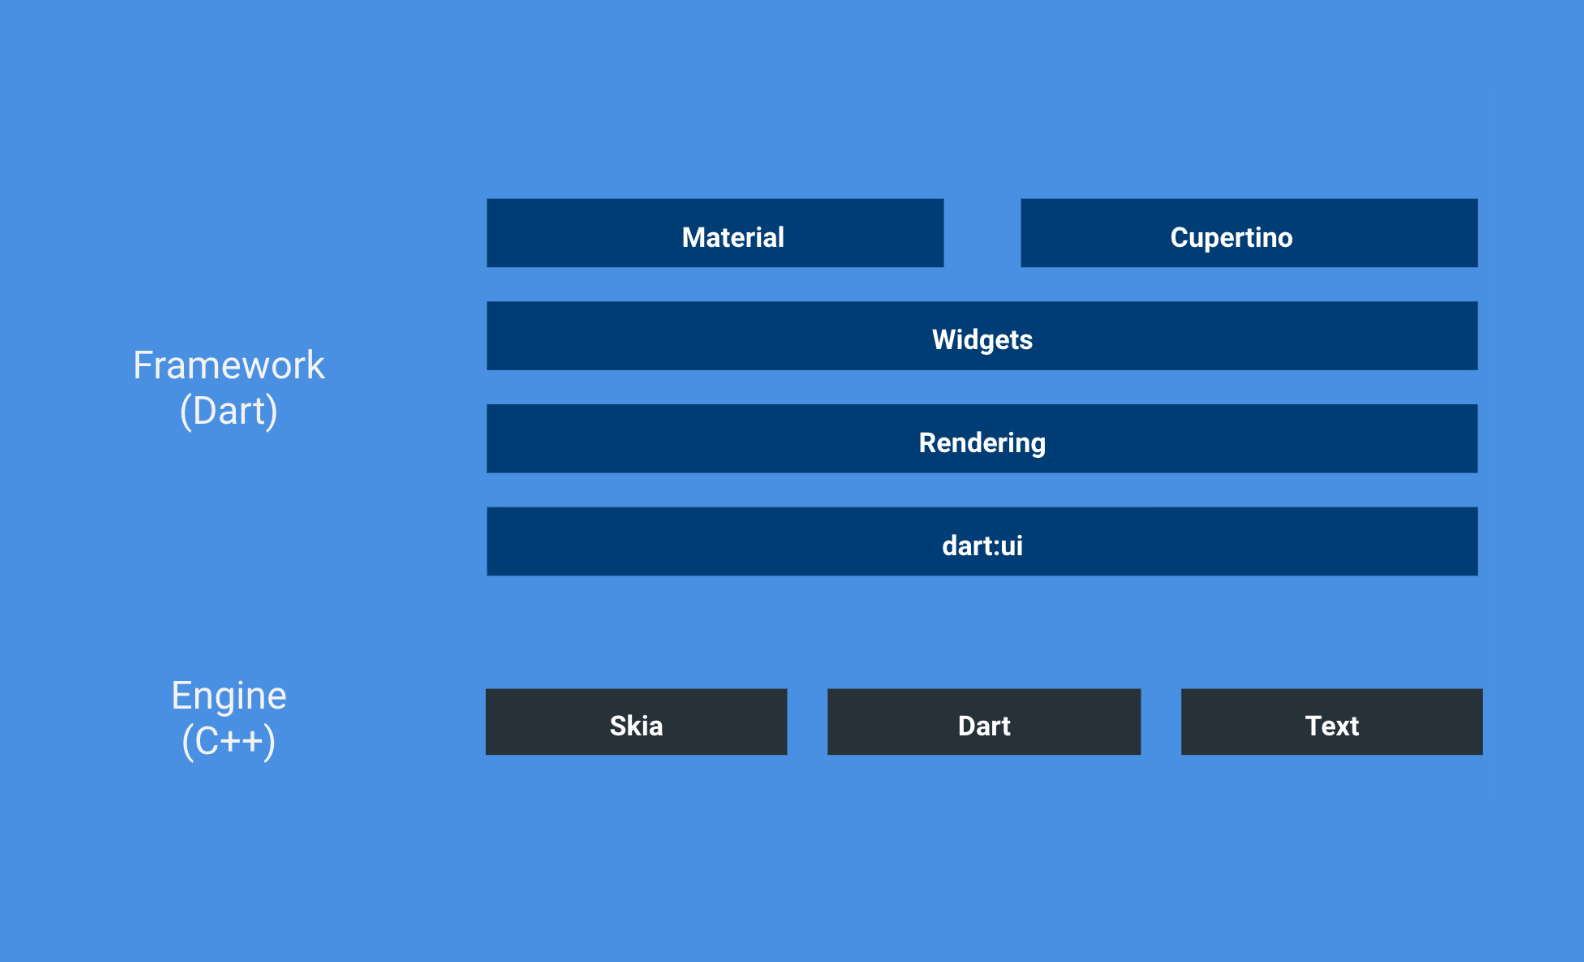 Material
Cupertino
Widgets
Framework
(Dart)
Rendering
dart:ui
Engine
(C++)
Skia
Dart
Text